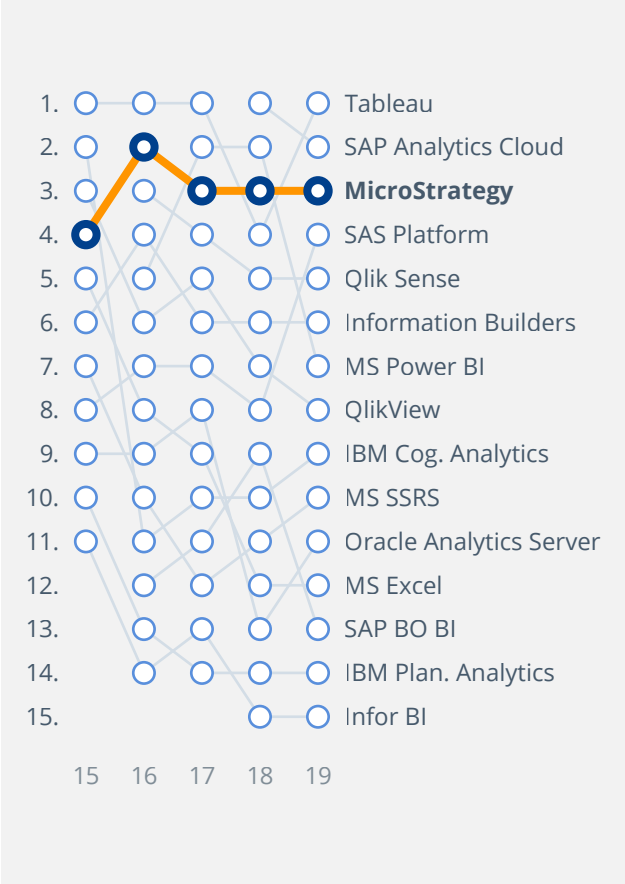 1. Tableau
2. SAP Analytics Cloud
3. MicroStrategy
4. SAS Platform
5. Qlik Sense
6. Information Builders
7. MS Power BI
8. QlikView
9. IBM Cog. Analytics
10. MS SSRS
11. Oracle Analytics Server
12. MS Excel
13. SAP BO BI
14. IBM Plan. Analytics
15. Infor BI
15 16 17 18 19